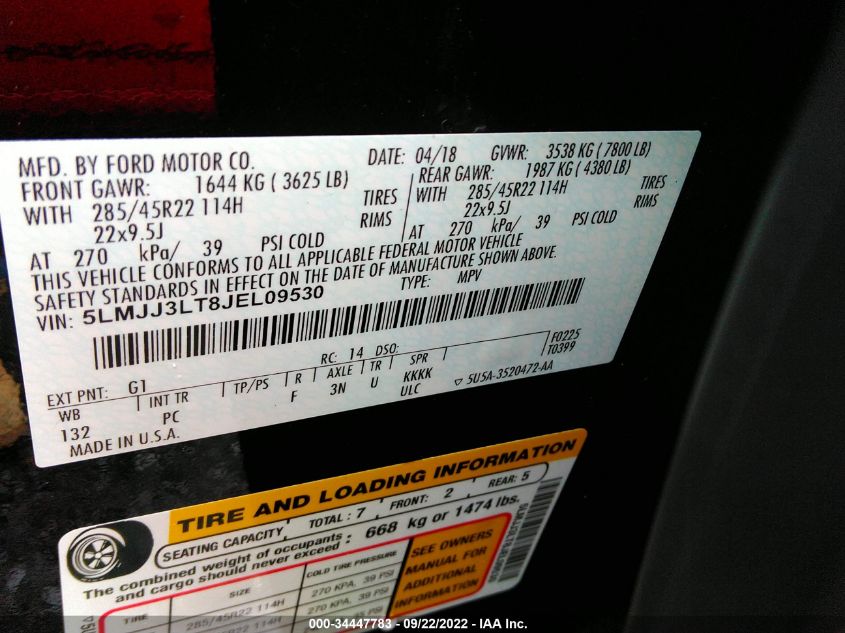 MFD. BY FORD MOTOR CO.
DATE: 04/18 GVWR: 3538 KG ( 7800 LB)
FRONT GAWR: 1644 KG ( 3625 LB)
REAR GAWR: 1987 KG ( 4380 LB)
WITH 285/45R22 114H TIRES
WITH 285/45R22 114H TIRES
22x9.5J RIMS
22x9.5J RIMS
AT 270 kPa/ 39 PSI COLD
AT 270 kPa/ 39 PSI COLD
THIS VEHICLE CONFORMS TO ALL APPLICABLE FEDERAL MOTOR VEHICLE
SAFETY STANDARDS IN EFFECT ON THE DATE OF MANUFACTURE SHOWN ABOVE.
VIN: 5LMJJ3LT8JEL09530 TYPE: MPV
F0225
T0399
EXT PNT: G1 RC: 14 DSO:
WB INT TR TP/PS R AXLE TR SPR
132 PC F 3N U KKKK
ULC
▽ 5U5A-3520472-AA
MADE IN U.S.A.
TIRE AND LOADING INFORMATION
SEATING CAPACITY TOTAL : 7 FRONT: 2 REAR: 5
The combined weight of occupants and cargo should never exceed : 668 kg or 1474 lbs.
TIRE SIZE COLD TIRE PRESSURE
285/45R22 114H 270 KPA, 39 PSI
285/45R22 114H 270 KPA, 39 PSI
SEE OWNERS
MANUAL FOR
ADDITIONAL
INFORMATION
000-34447783 - 09/22/2022 - IAA Inc.